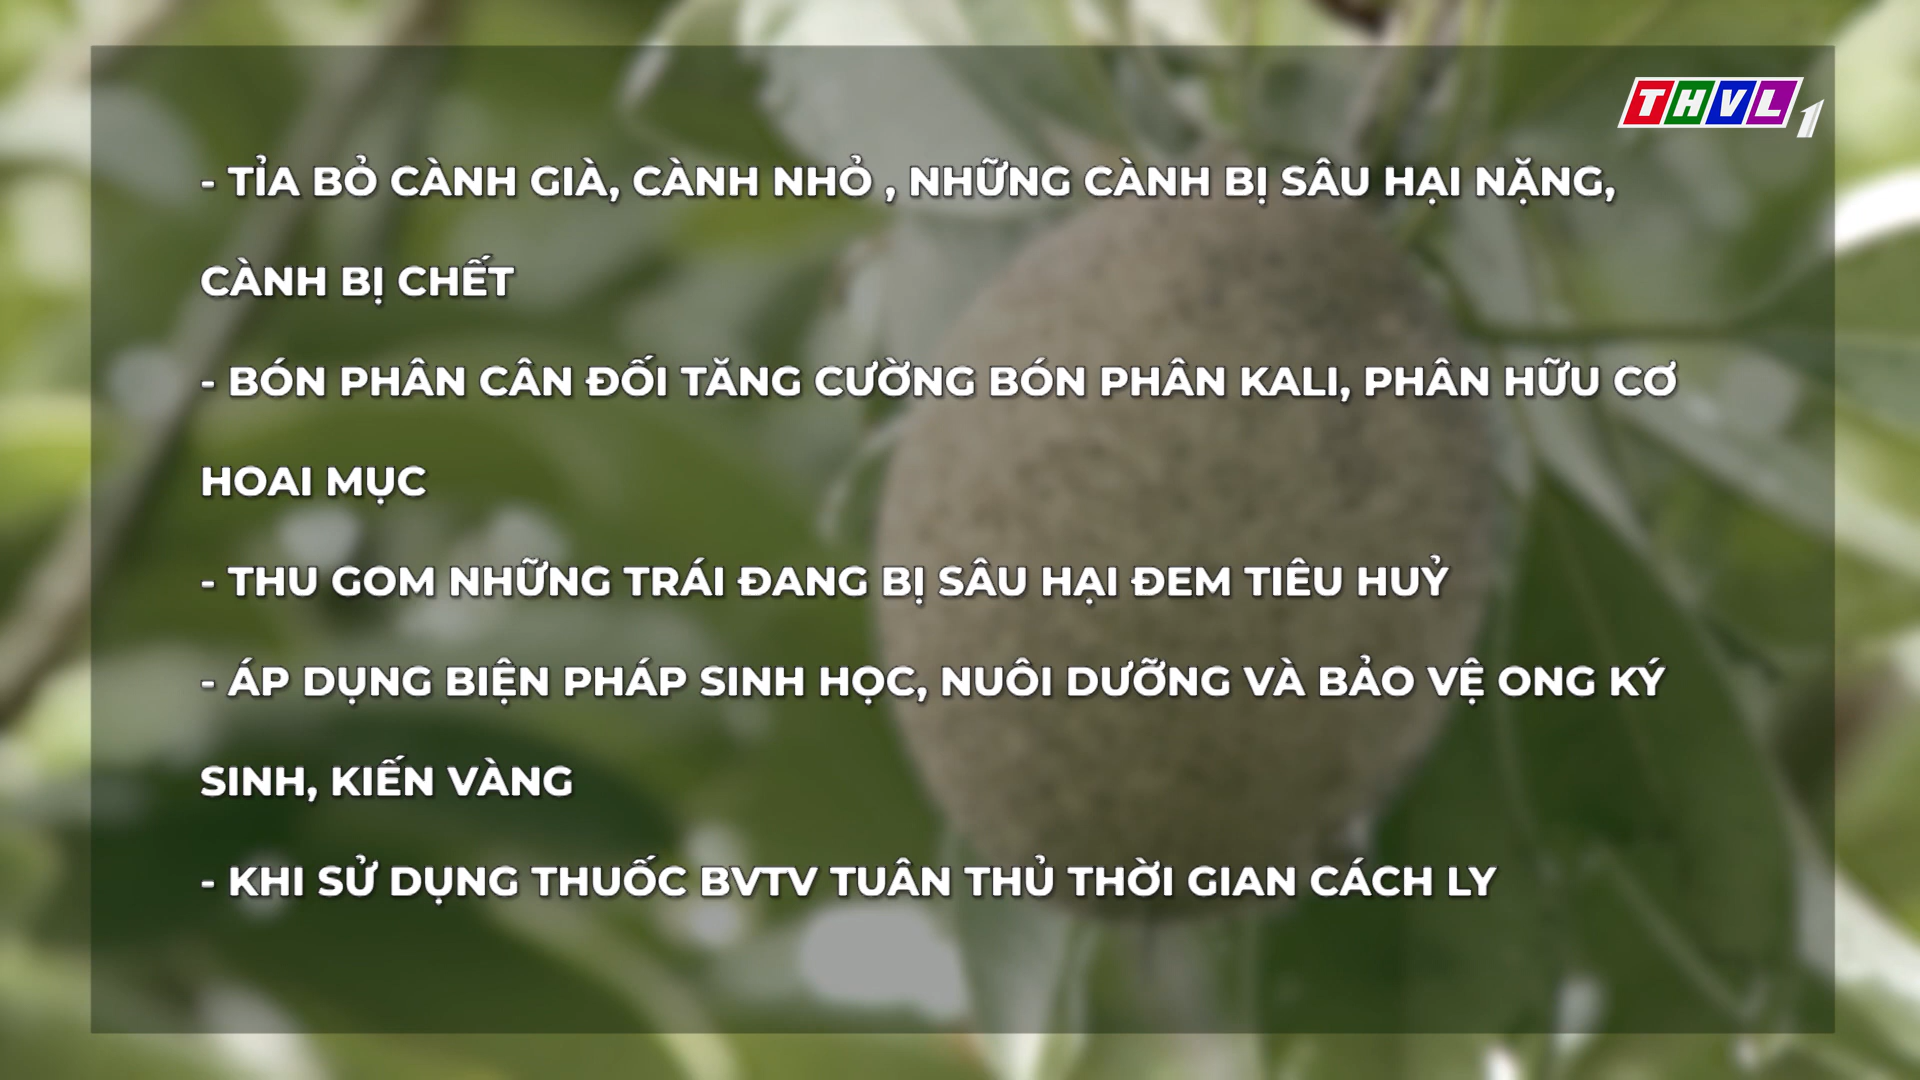 THVL1
- TỈA BỎ CÀNH GIÀ, CÀNH NHỎ , NHỮNG CÀNH BỊ SÂU HẠI NẶNG,
CÀNH BỊ CHẾT
- BÓN PHÂN CÂN ĐỐI TĂNG CƯỜNG BÓN PHÂN KALI, PHÂN HỮU CƠ
HOAI MỤC
- THU GOM NHỮNG TRÁI ĐANG BỊ SÂU HẠI ĐEM TIÊU HUỶ
- ÁP DỤNG BIỆN PHÁP SINH HỌC, NUÔI DƯỠNG VÀ BẢO VỆ ONG KÝ
SINH, KIẾN VÀNG
- KHI SỬ DỤNG THUỐC BVTV TUÂN THỦ THỜI GIAN CÁCH LY